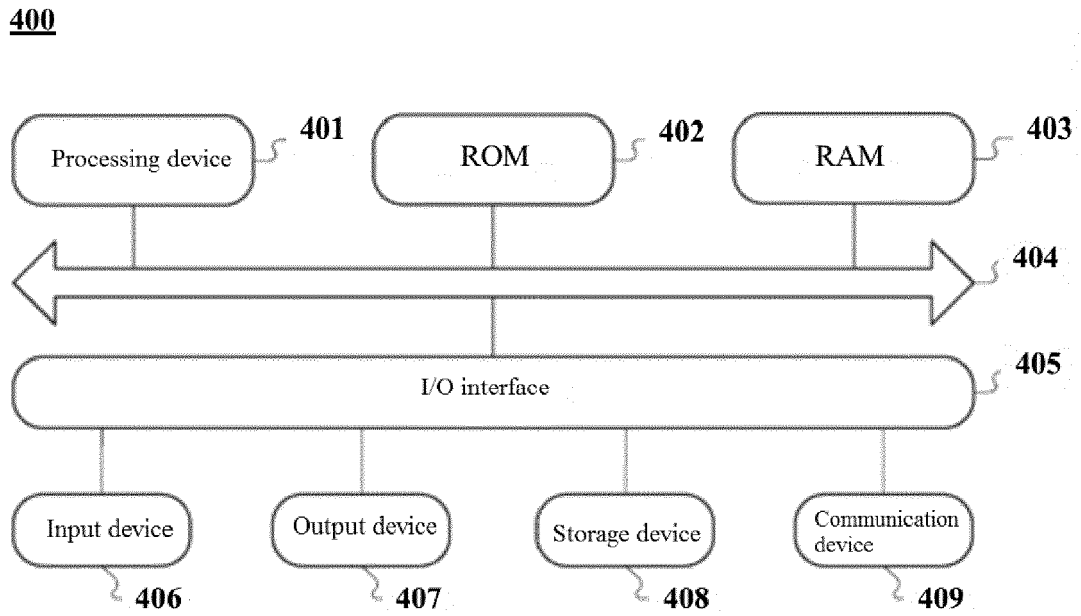 400
Processing device
401
ROM
402
RAM
403
404
I/O interface
405
Input device
Output device
Storage device
Communication
device
406
407
408
409